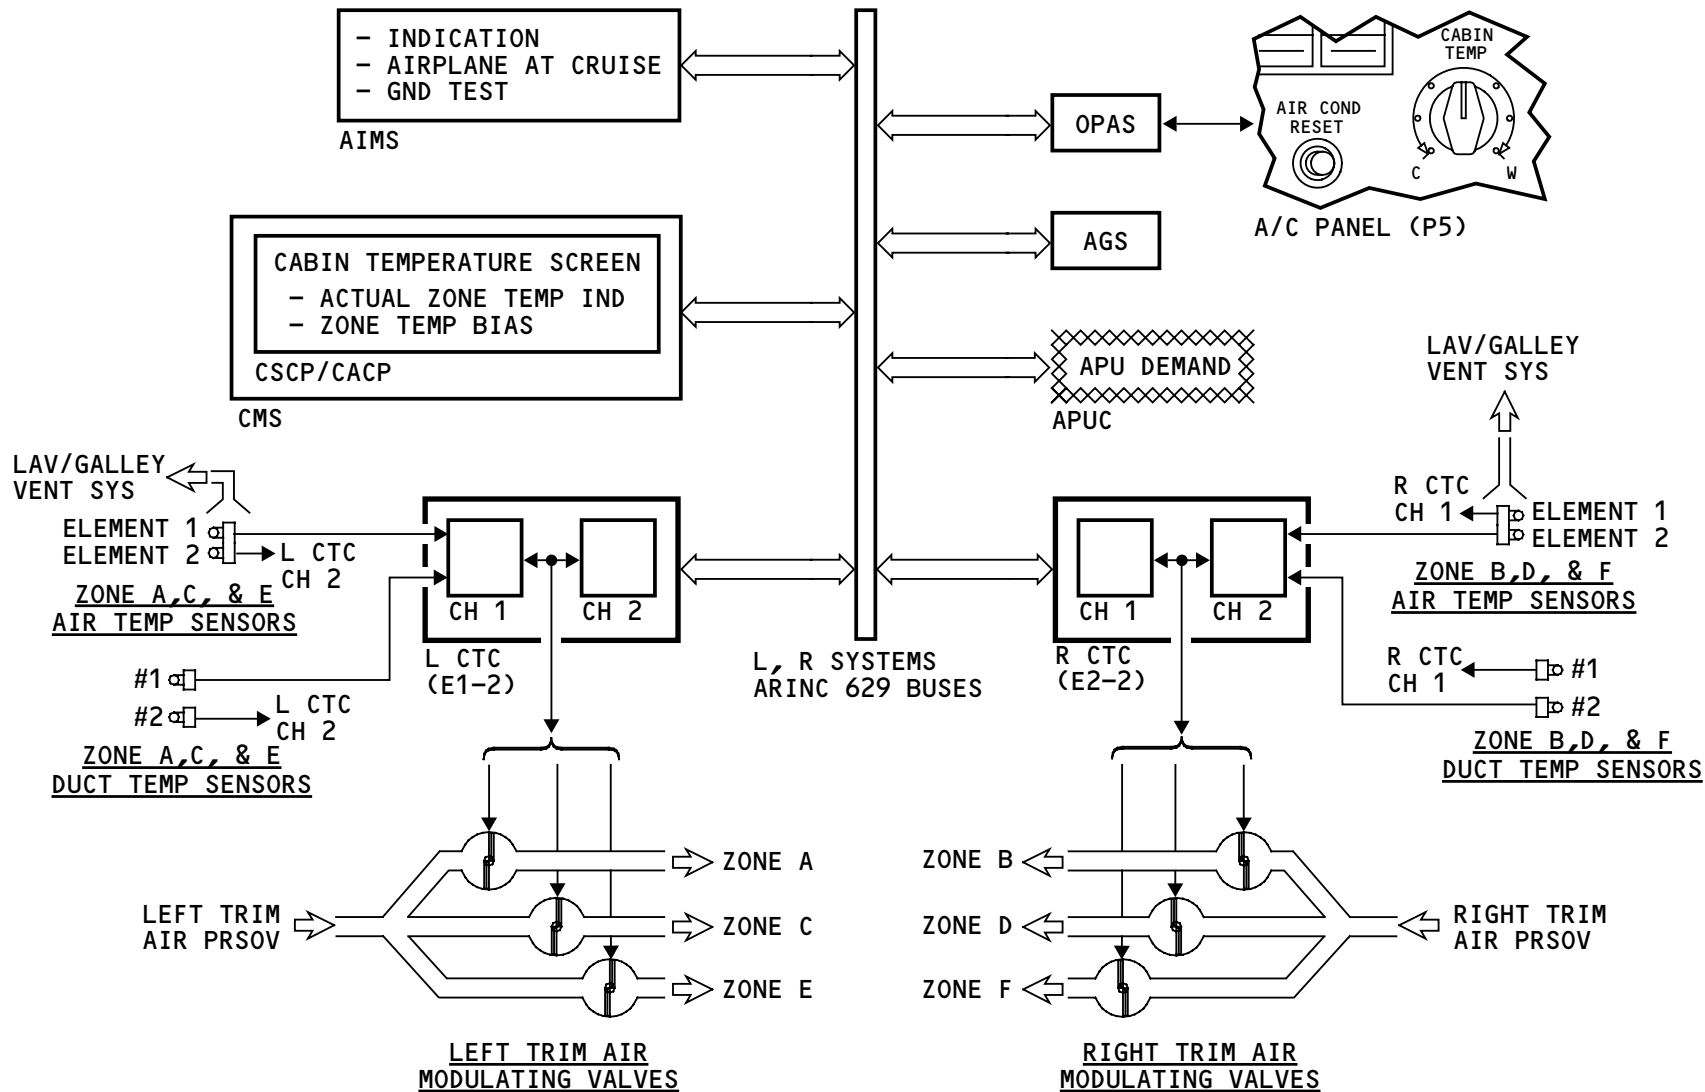 – INDICATION
– AIRPLANE AT CRUISE
– GND TEST
AIMS
CABIN TEMPERATURE SCREEN
– ACTUAL ZONE TEMP IND
– ZONE TEMP BIAS
CSCP/CACP
CMS
OPAS
CABIN
TEMP
AIR COND
RESET
C
W
A/C PANEL (P5)
AGS
APU DEMAND
APUC
LAV/GALLEY
VENT SYS
ELEMENT 1
ELEMENT 2
L CTC
CH 2
ZONE A,C, & E
AIR TEMP SENSORS
#1
#2
L CTC
CH 2
ZONE A,C, & E
DUCT TEMP SENSORS
CH 1
CH 2
L CTC
(E1–2)
L, R SYSTEMS
ARINC 629 BUSES
CH 1
CH 2
R CTC
(E2–2)
LAV/GALLEY
VENT SYS
R CTC
CH 1
ELEMENT 1
ELEMENT 2
ZONE B,D, & F
AIR TEMP SENSORS
R CTC
CH 1
#1
#2
ZONE B,D, & F
DUCT TEMP SENSORS
LEFT TRIM
AIR PRSOV
ZONE A
ZONE C
ZONE E
LEFT TRIM AIR
MODULATING VALVES
ZONE B
ZONE D
ZONE F
RIGHT TRIM
AIR PRSOV
RIGHT TRIM AIR
MODULATING VALVES